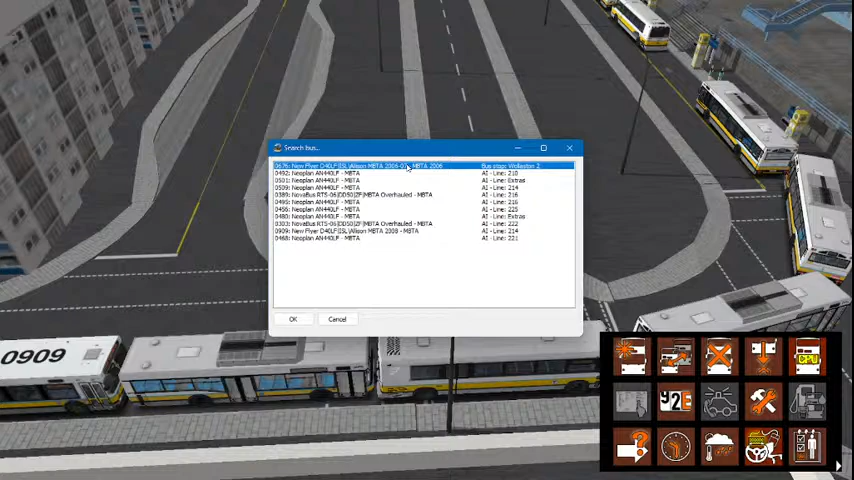 Search bus...
0676: New Flyer D40LF|ISL|Allison MBTA 2006-07 - MBTA 2006 Bus stop: Wollaston 2
0492: Neoplan AN440LF - MBTA AI - Line: 210
0501: Neoplan AN440LF - MBTA AI - Line: Extras
0509: Neoplan AN440LF - MBTA AI - Line: 214
0389: NovaBus RTS-06|DD50|ZF|MBTA Overhauled - MBTA AI - Line: 216
0495: Neoplan AN440LF - MBTA AI - Line: 216
0456: Neoplan AN440LF - MBTA AI - Line: 225
0480: Neoplan AN440LF - MBTA AI - Line: Extras
0303: NovaBus RTS-06|DD50|ZF|MBTA Overhauled - MBTA AI - Line: 222
0909: New Flyer D40LF|ISL|Allison MBTA 2008 - MBTA AI - Line: 214
0468: Neoplan AN440LF - MBTA AI - Line: 221
OK Cancel
0909
CPU
92E